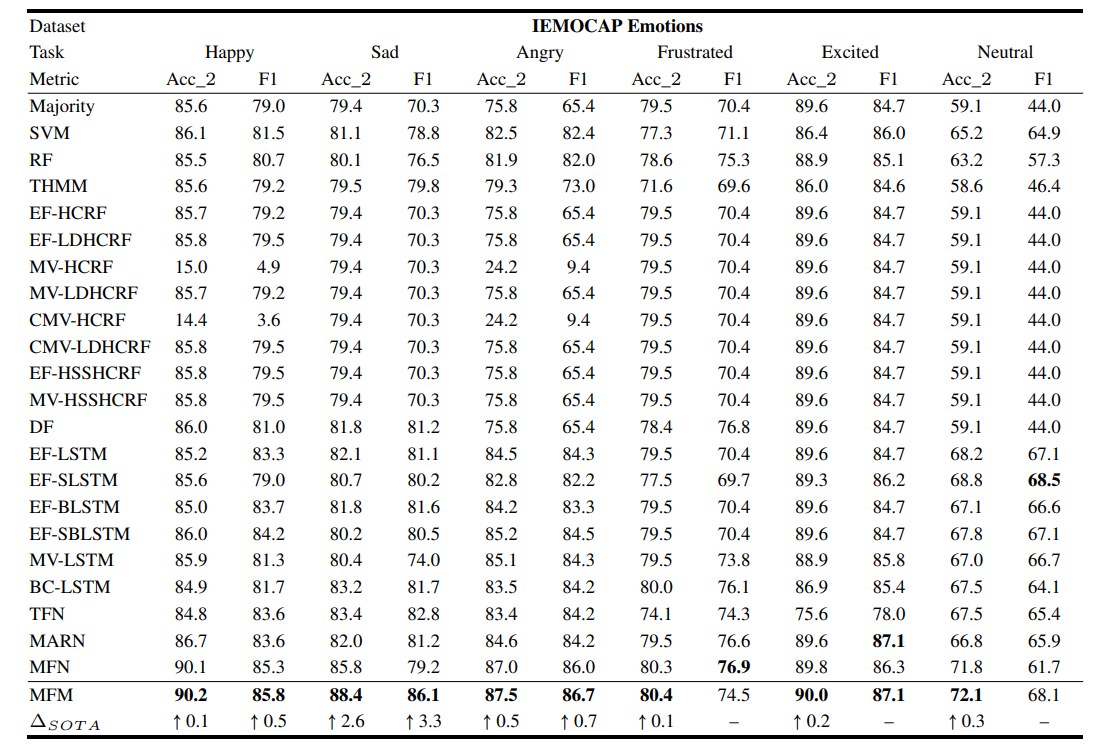 Dataset IEMOCAP Emotions
Task Happy Sad Angry Frustrated Excited Neutral
Metric Acc_2 F1 Acc_2 F1 Acc_2 F1 Acc_2 F1 Acc_2 F1 Acc_2 F1
Majority 85.6 79.0 79.4 70.3 75.8 65.4 79.5 70.4 89.6 84.7 59.1 44.0
SVM 86.1 81.5 81.1 78.8 82.5 82.4 77.3 71.1 86.4 86.0 65.2 64.9
RF 85.5 80.7 80.1 76.5 81.9 82.0 78.6 75.3 88.9 85.1 63.2 57.3
THMM 85.6 79.2 79.5 79.8 79.3 73.0 71.6 69.6 86.0 84.6 58.6 46.4
EF-HCRF 85.7 79.2 79.4 70.3 75.8 65.4 79.5 70.4 89.6 84.7 59.1 44.0
EF-LDHCRF 85.8 79.5 79.4 70.3 75.8 65.4 79.5 70.4 89.6 84.7 59.1 44.0
MV-HCRF 15.0 4.9 79.4 70.3 24.2 9.4 79.5 70.4 89.6 84.7 59.1 44.0
MV-LDHCRF 85.7 79.2 79.4 70.3 75.8 65.4 79.5 70.4 89.6 84.7 59.1 44.0
CMV-HCRF 14.4 3.6 79.4 70.3 24.2 9.4 79.5 70.4 89.6 84.7 59.1 44.0
CMV-LDHCRF 85.8 79.5 79.4 70.3 75.8 65.4 79.5 70.4 89.6 84.7 59.1 44.0
EF-HSSHCRF 85.8 79.5 79.4 70.3 75.8 65.4 79.5 70.4 89.6 84.7 59.1 44.0
MV-HSSHCRF 85.8 79.5 79.4 70.3 75.8 65.4 79.5 70.4 89.6 84.7 59.1 44.0
DF 86.0 81.0 81.8 81.2 75.8 65.4 78.4 76.8 89.6 84.7 59.1 44.0
EF-LSTM 85.2 83.3 82.1 81.1 84.5 84.3 79.5 70.4 89.6 84.7 68.2 67.1
EF-SLSTM 85.6 79.0 80.7 80.2 82.8 82.2 77.5 69.7 89.3 86.2 68.8 68.5
EF-BLSTM 85.0 83.7 81.8 81.6 84.2 83.3 79.5 70.4 89.6 84.7 67.1 66.6
EF-SBLSTM 86.0 84.2 80.2 80.5 85.2 84.5 79.5 70.4 89.6 84.7 67.8 67.1
MV-LSTM 85.9 81.3 80.4 74.0 85.1 84.3 79.5 73.8 88.9 85.8 67.0 66.7
BC-LSTM 84.9 81.7 83.2 81.7 83.5 84.2 80.0 76.1 86.9 85.4 67.5 64.1
TFN 84.8 83.6 83.4 82.8 83.4 84.2 74.1 74.3 75.6 78.0 67.5 65.4
MARN 86.7 83.6 82.0 81.2 84.6 84.2 79.5 76.6 89.6 87.1 66.8 65.9
MFN 90.1 85.3 85.8 79.2 87.0 86.0 80.3 76.9 89.8 86.3 71.8 61.7
MFM 90.2 85.8 88.4 86.1 87.5 86.7 80.4 74.5 90.0 87.1 72.1 68.1
Δ SOTA ↑ 0.1 ↑ 0.5 ↑ 2.6 ↑ 3.3 ↑ 0.5 ↑ 0.7 ↑ 0.1 – ↑ 0.2 – ↑ 0.3 –